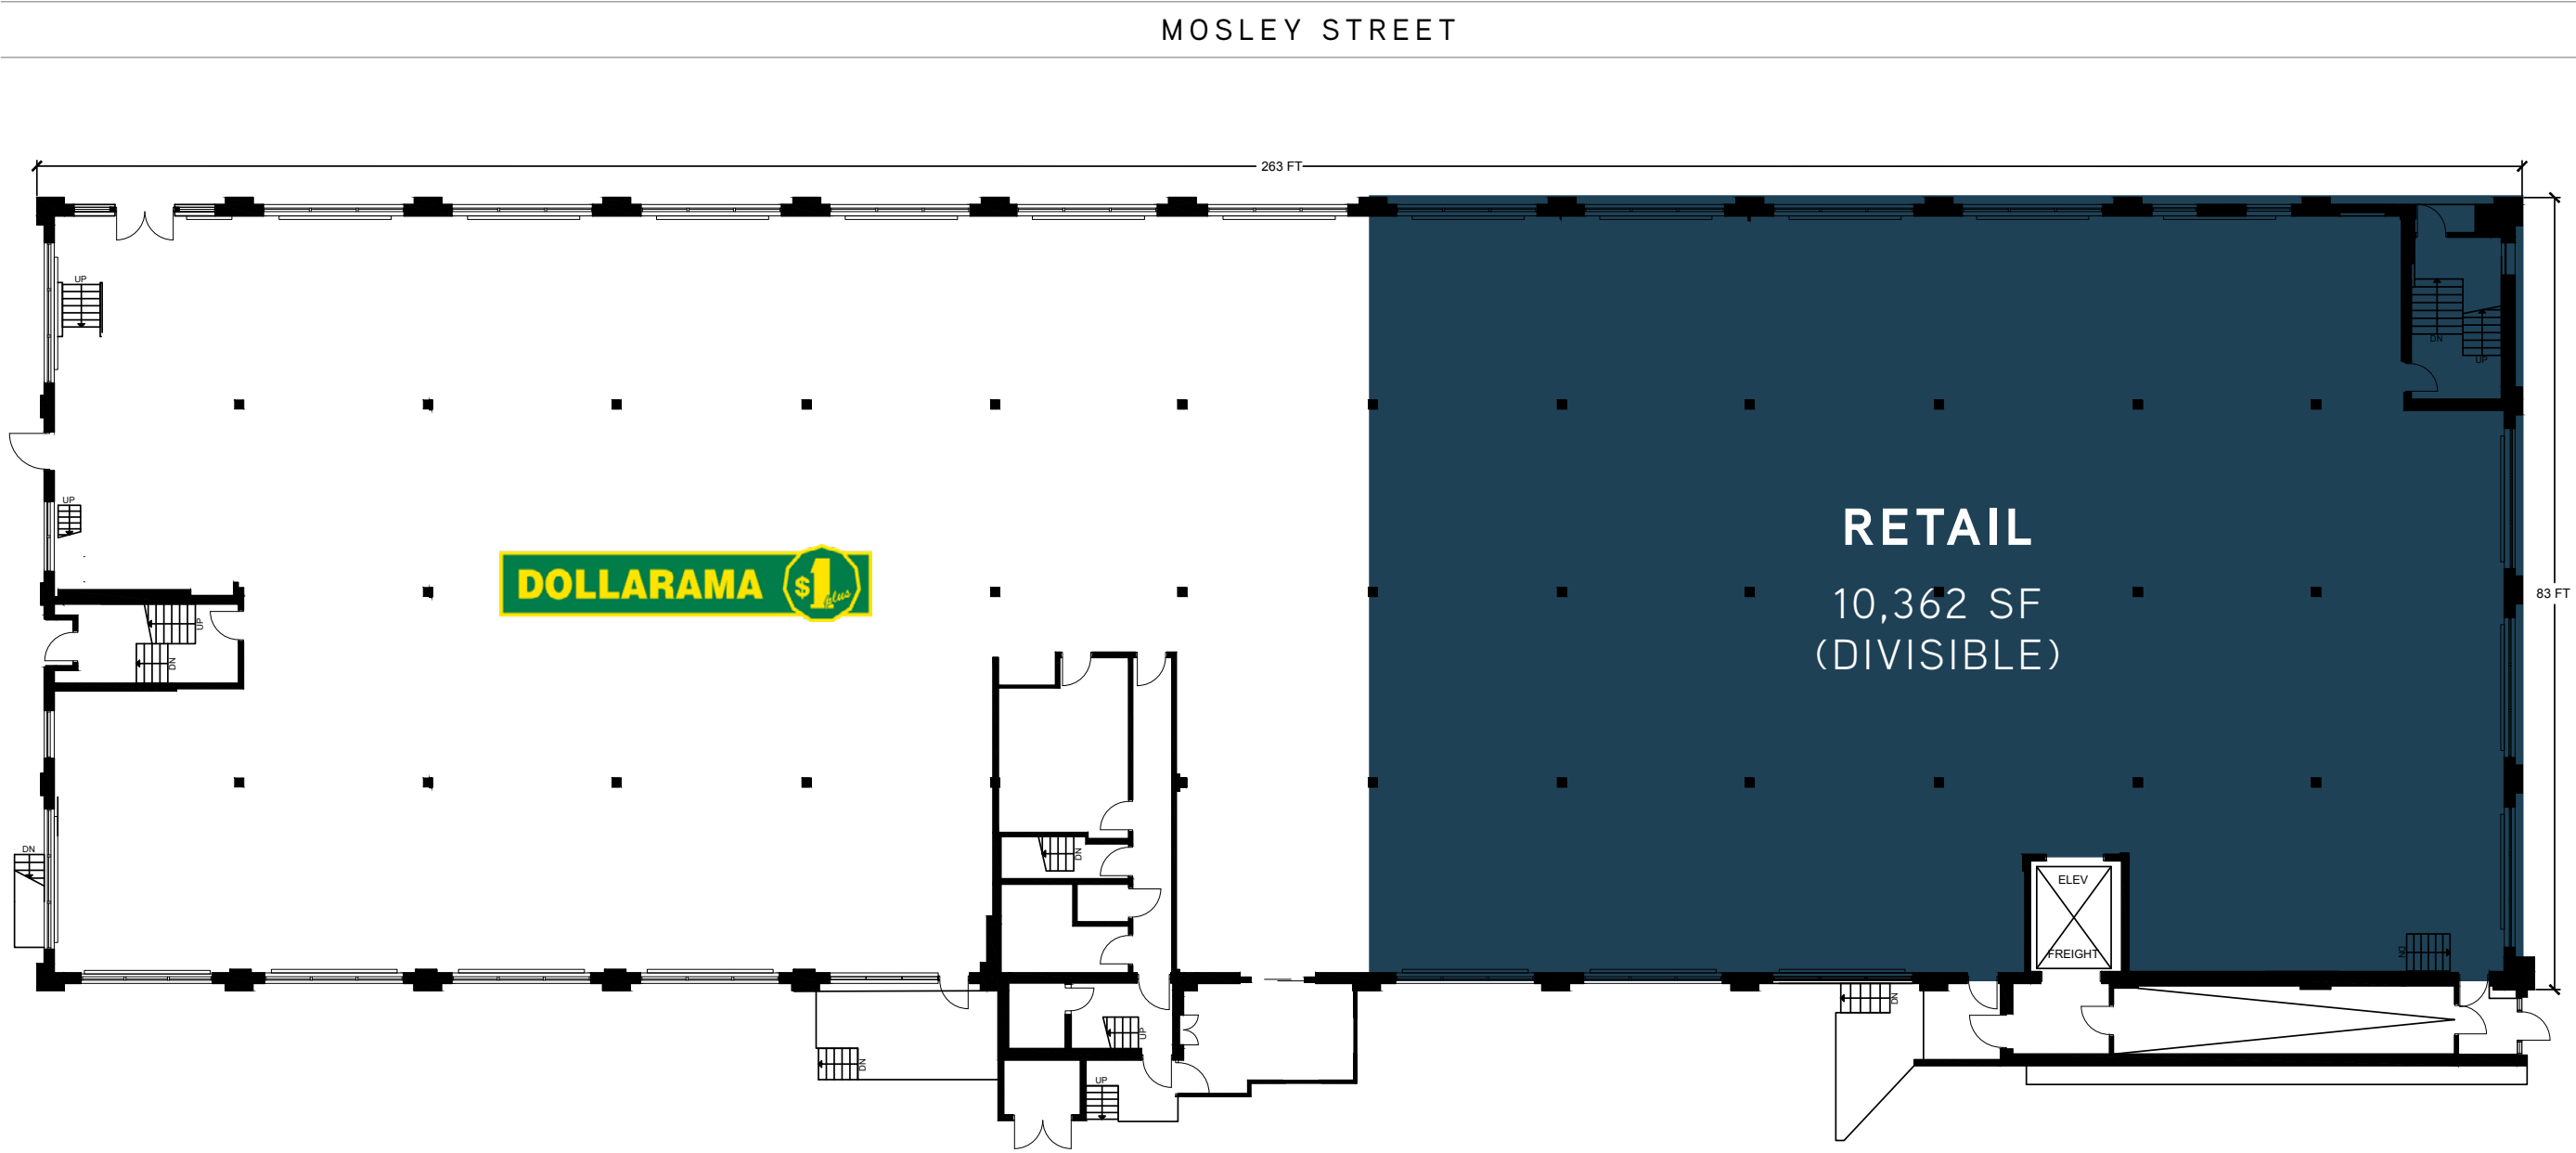 MOSLEY STREET
263 FT
UP
UP
UP
DN
DN
DOLLARAMA $1 plus
RETAIL
10,362 SF
(DIVISIBLE)
83 FT
DN
UP
DN
ELEV
FREIGHT
DN
DN
UP
DN
UP
DN